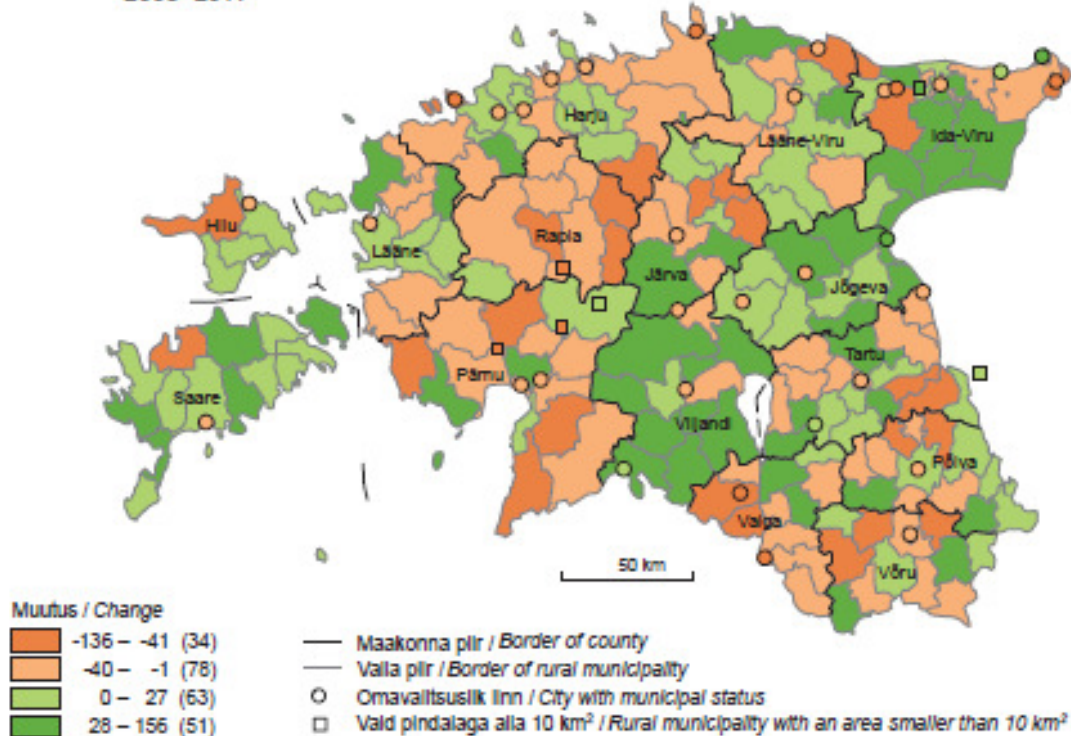 Harju
Lääne-Viru
Ida-Viru
Hiiu
Lääne
Rapla
Järva
Jõgeva
Tartu
Saare
Pärnu
Viljandi
Põlva
Valga
Võru
50 km
Muutus / Change
-136 – -41 (34)
-40 – -1 (78)
0 – 27 (63)
28 – 156 (51)
Maakonna piir / Border of county
Valla piir / Border of rural municipality
Omavalitsuslik linn / City with municipal status
Vald pindalaga alla 10 km² / Rural municipality with an area smaller than 10 km²